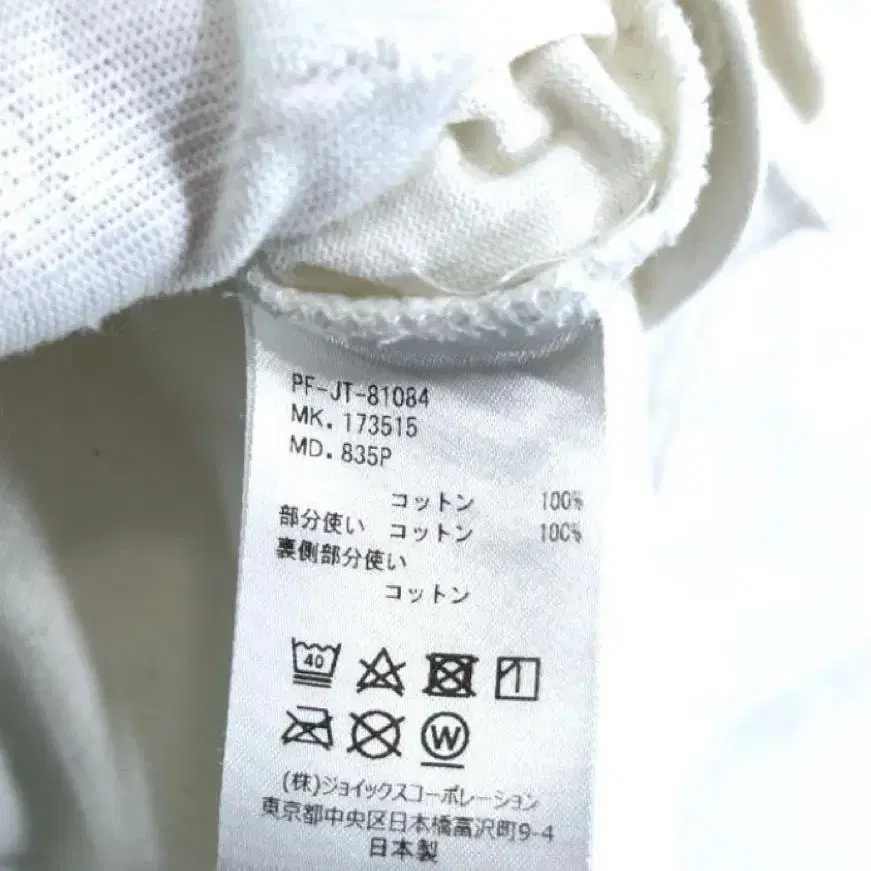 PF-JT-81084
MK. 173515
MD. 835P
コットン 100%
部分使い コットン 100%
裏側部分使い
コットン
40
W
(株)ジョイックスコーポレーション
東京都中央区日本橋富沢町9-4
日本製